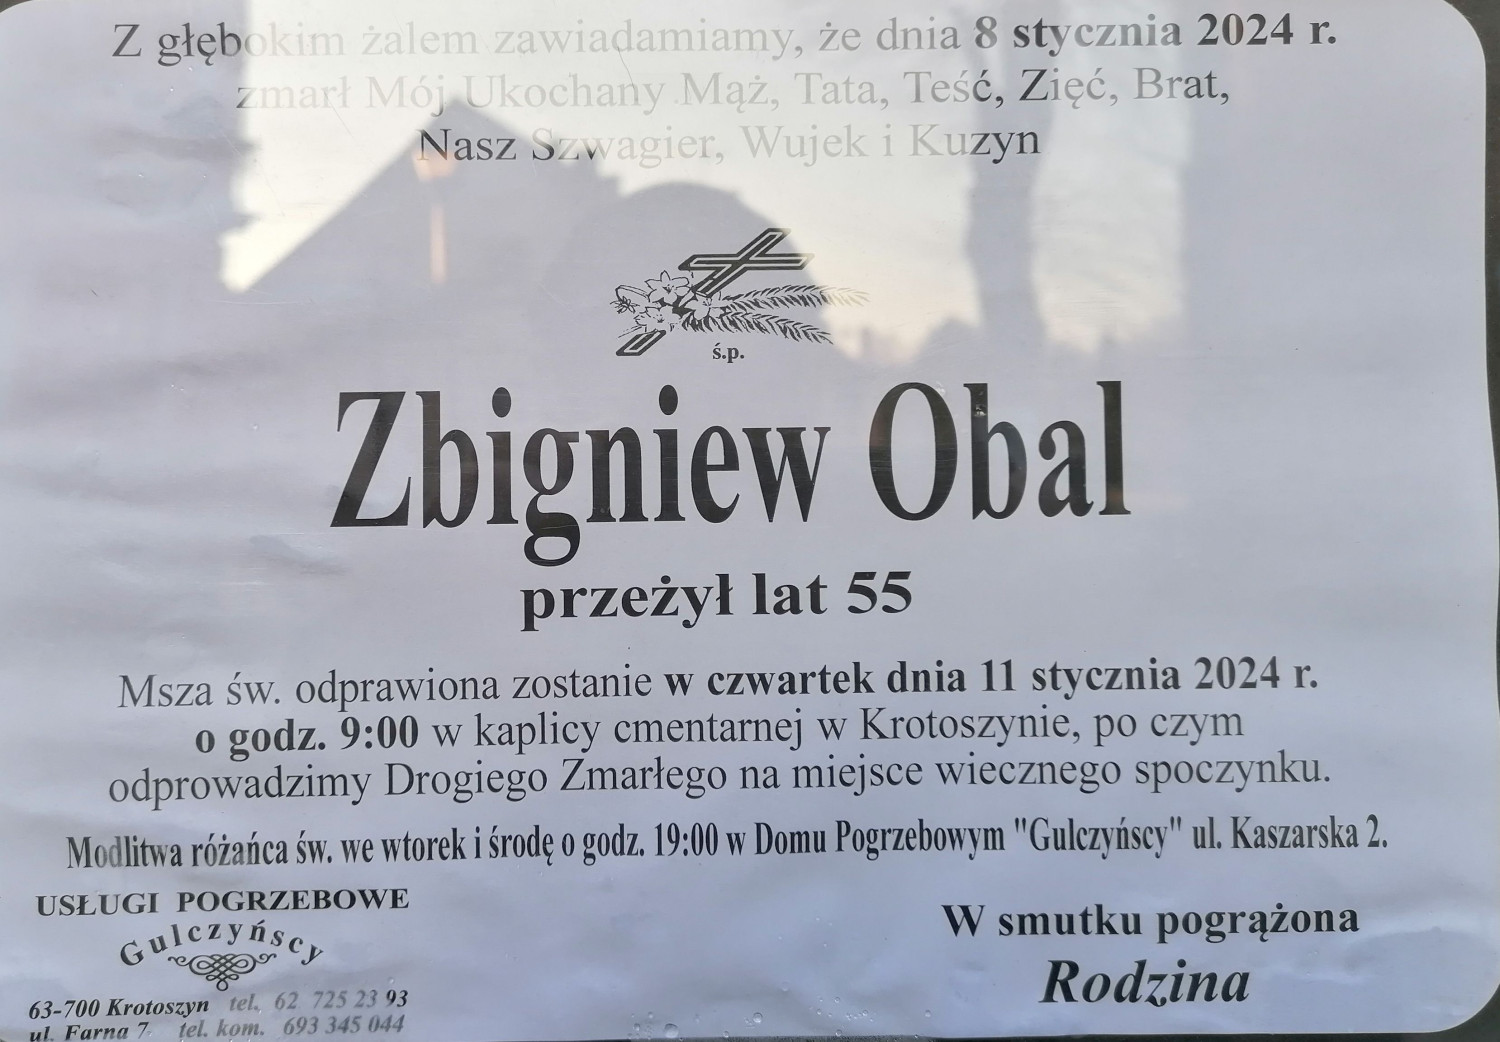 Z głębokim żalem zawiadamiamy, że dnia 8 stycznia 2024 r.
zmarł Mój Ukochany Mąż, Tata, Teść, Zięć, Brat,
Nasz Szwagier, Wujek i Kuzyn
ś.p.
Zbigniew Obal
przeżył lat 55
Msza św. odprawiona zostanie w czwartek dnia 11 stycznia 2024 r.
o godz. 9:00 w kaplicy cmentarnej w Krotoszynie, po czym
odprowadzimy Drogiego Zmarłego na miejsce wiecznego spoczynku.
Modlitwa różańca św. we wtorek i środę o godz. 19:00 w Domu Pogrzebowym "Gulczyńscy" ul. Kaszarska 2.
USŁUGI POGRZEBOWE
Gulczyńscy
63-700 Krotoszyn tel. 62 725 23 93
ul. Farna 7 tel. kom. 693 345 044
W smutku pogrążona
Rodzina